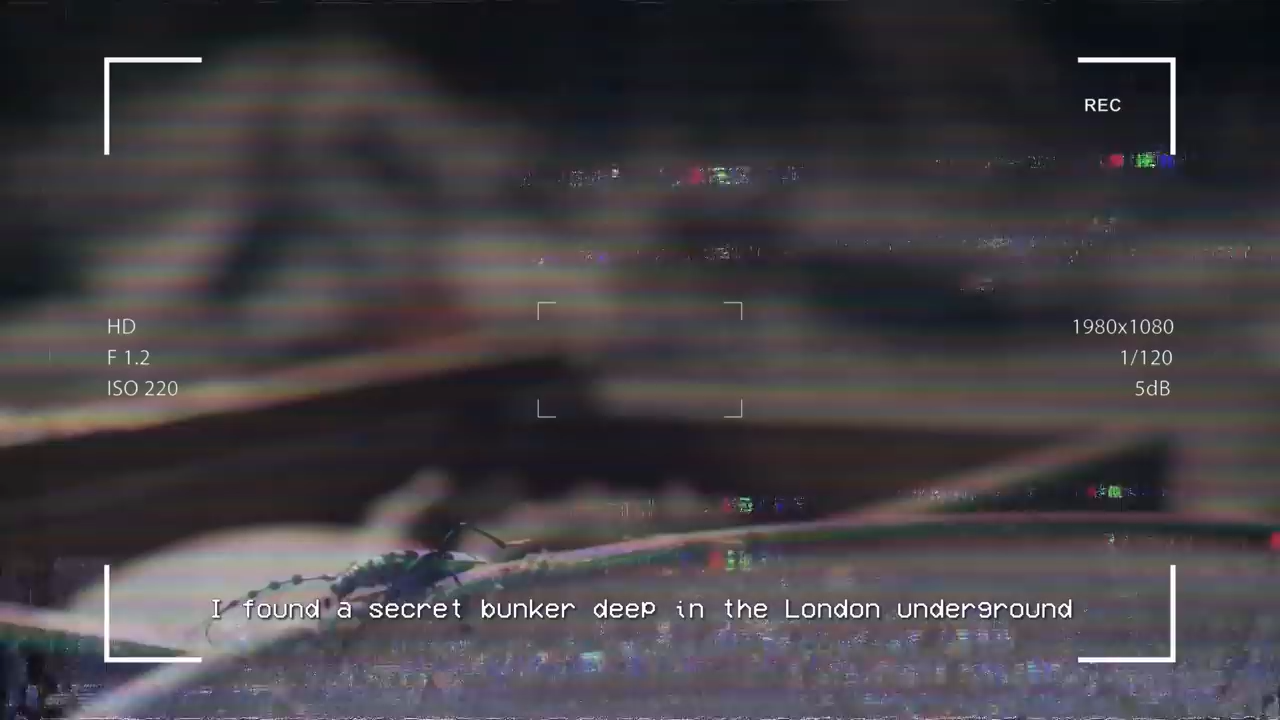 REC
HD
1980x1080
F 1.2
1/120
ISO 220
5dB
I found a secret bunker deep in the London underground